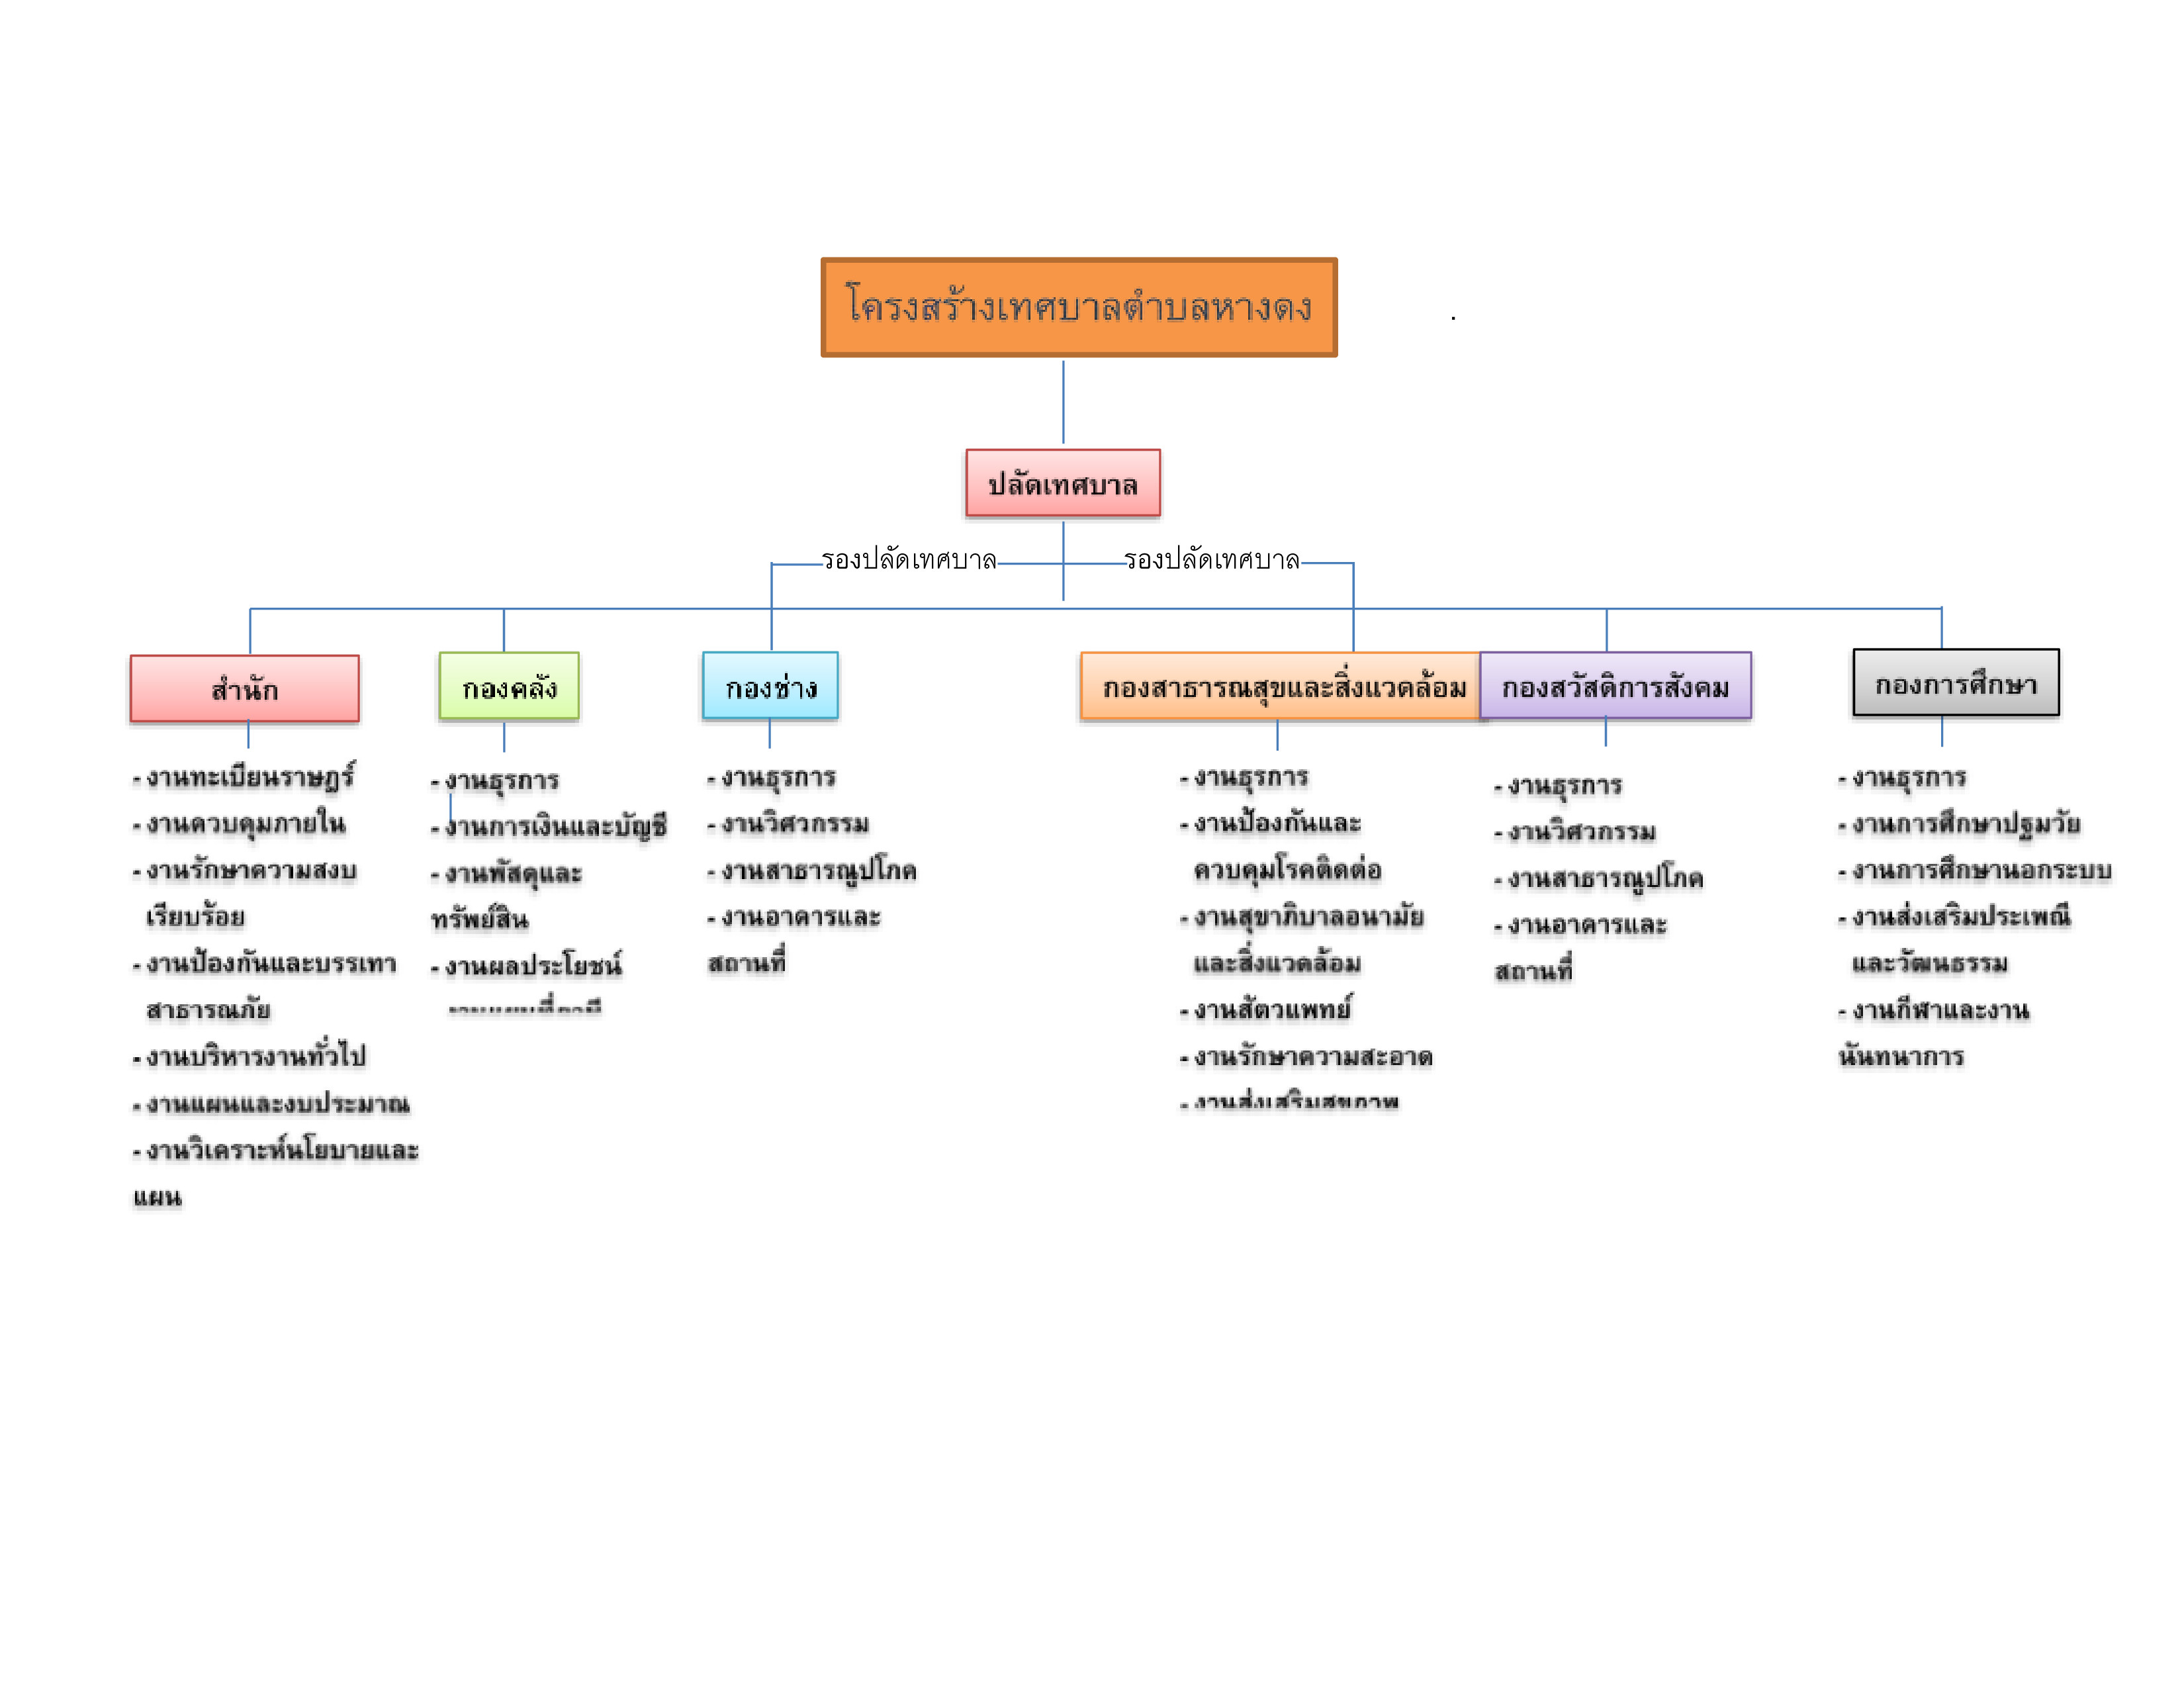 โครงสร้างเทศบาลตำบลหางดง
.
ปลัดเทศบาล
รองปลัดเทศบาล
รองปลัดเทศบาล
สำนัก
- งานทะเบียนราษฎร์
- งานควบคุมภายใน
- งานรักษาความสงบ
เรียบร้อย
- งานป้องกันและบรรเทา
สาธารณภัย
- งานบริหารงานทั่วไป
- งานแผนและงบประมาณ
- งานวิเคราะห์นโยบายและ
แผน
กองคลัง
- งานธุรการ
- งานการเงินและบัญชี
- งานพัสดุและ
ทรัพย์สิน
- งานผลประโยชน์
กองช่าง
- งานธุรการ
- งานวิศวกรรม
- งานสาธารณูปโภค
- งานอาคารและ
สถานที่
กองสาธารณสุขและสิ่งแวดล้อม
- งานธุรการ
- งานป้องกันและ
ควบคุมโรคติดต่อ
- งานสุขาภิบาลอนามัย
และสิ่งแวดล้อม
- งานสัตวแพทย์
- งานรักษาความสะอาด
- งานส่งเสริมสุขภาพ
กองสวัสดิการสังคม
- งานธุรการ
- งานวิศวกรรม
- งานสาธารณูปโภค
- งานอาคารและ
สถานที่
กองการศึกษา
- งานธุรการ
- งานการศึกษาปฐมวัย
- งานการศึกษานอกระบบ
- งานส่งเสริมประเพณี
และวัฒนธรรม
- งานกีฬาและงาน
นันทนาการ